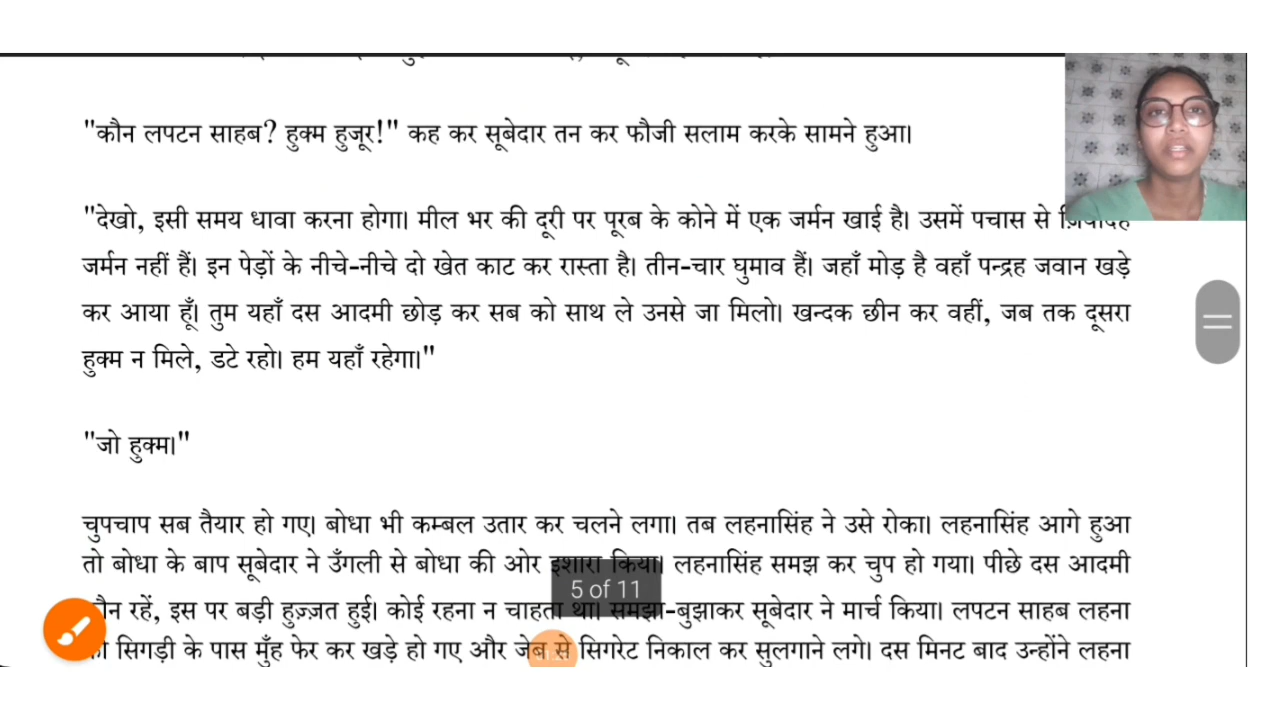 "कौन लपटन साहब? हुक्म हुजूर!" कह कर सूबेदार तन कर फौजी सलाम करके सामने हुआ।
"देखो, इसी समय धावा करना होगा। मील भर की दूरी पर पूरब के कोने में एक जर्मन खाई है। उसमें पचास से
जर्मन नहीं हैं। इन पेड़ों के नीचे-नीचे दो खेत काट कर रास्ता है। तीन-चार घुमाव हैं। जहाँ मोड़ है वहाँ पन्द्रह जवान खड़े
कर आया हूँ। तुम यहाँ दस आदमी छोड़ कर सब को साथ ले उनसे जा मिलो। खन्दक छीन कर वहीं, जब तक दूसरा
हुक्म न मिले, डटे रहो। हम यहाँ रहेगा।"
"जो हुक्म।"
चुपचाप सब तैयार हो गए। बोधा भी कम्बल उतार कर चलने लगा। तब लहनासिंह ने उसे रोका। लहनासिंह आगे हुआ
तो बोधा के बाप सूबेदार ने उँगली से बोधा की ओर इशारा किया। लहनासिंह समझ कर चुप हो गया। पीछे दस आदमी
5 of 11
रहें, इस पर बड़ी हुज़्ज़त हुई। कोई रहना न चाहता था। समझा-बुझाकर सूबेदार ने मार्च किया। लपटन साहब लहना
सिगड़ी के पास मुँह फेर कर खड़े हो गए और जेब से सिगरेट निकाल कर सुलगाने लगे। दस मिनट बाद उन्होंने लहना